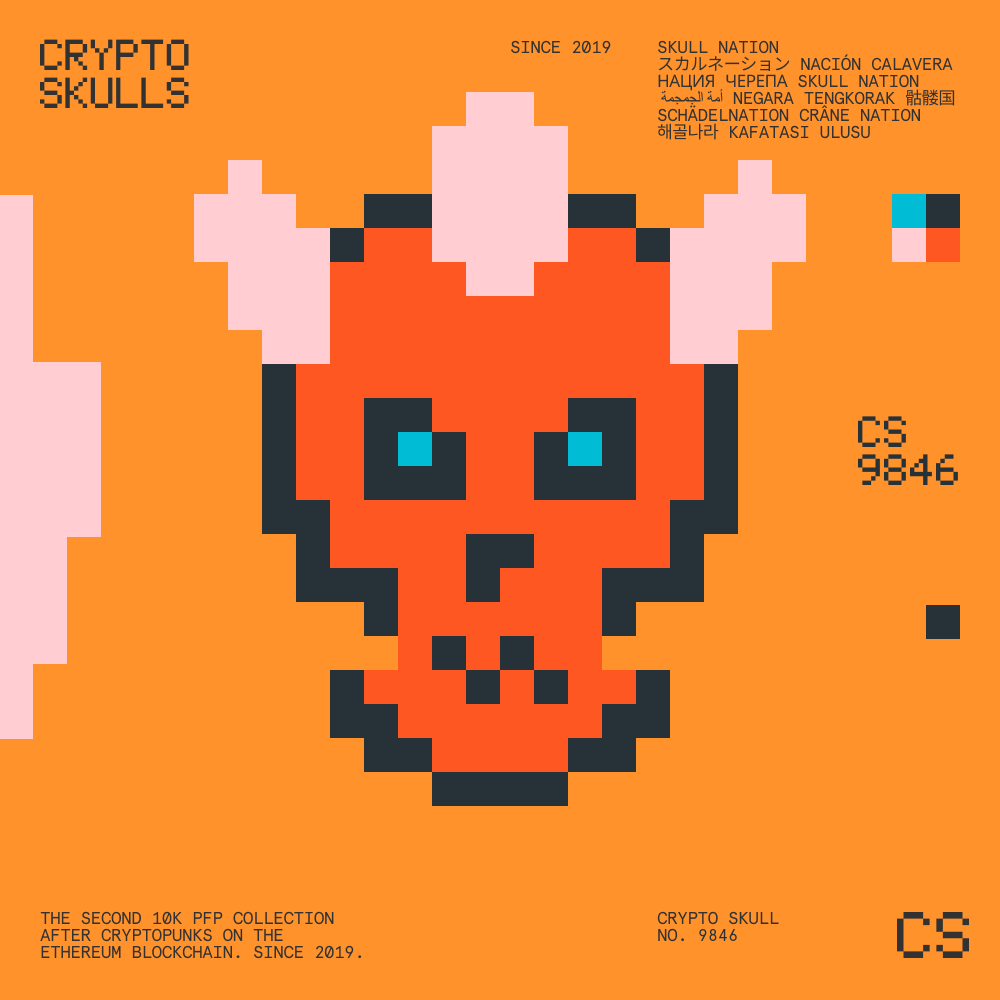 CRYPTO
SKULLS
SINCE 2019
SKULL NATION
スカルネーション NACIÓN CALAVERA
НАЦИЯ ЧЕРЕПА SKULL NATION
أمة الجمجمة NEGARA TENGKORAK 骷髅国
SCHÄDELNATION CRÂNE NATION
해골나라 KAFATASI ULUSU
CS
9846
THE SECOND 10K PFP COLLECTION
AFTER CRYPTOPUNKS ON THE
ETHEREUM BLOCKCHAIN. SINCE 2019.
CRYPTO SKULL
NO. 9846
CS